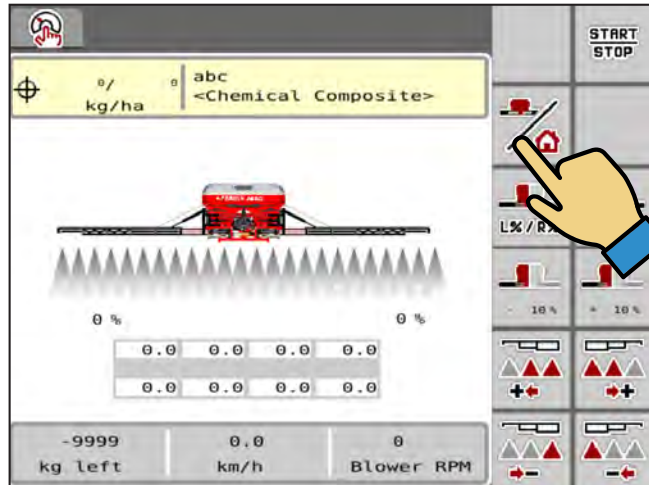 START
STOP
0/ 0
kg/ha
abc
<Chemical Composite>
L%/R
0 %
0 %
0.0 0.0 0.0 0.0
0.0 0.0 0.0 0.0
- 10%
+ 10%
-9999
kg left
0.0
km/h
0
Blower RPM